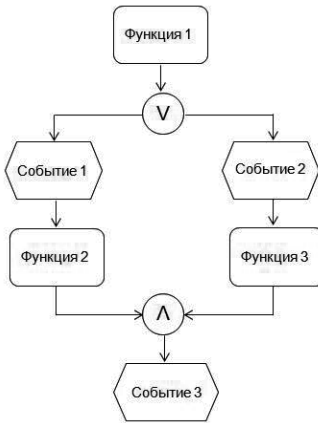 Функция 1
V
Событие 1
Событие 2
Функция 2
Функция 3
Λ
Событие 3